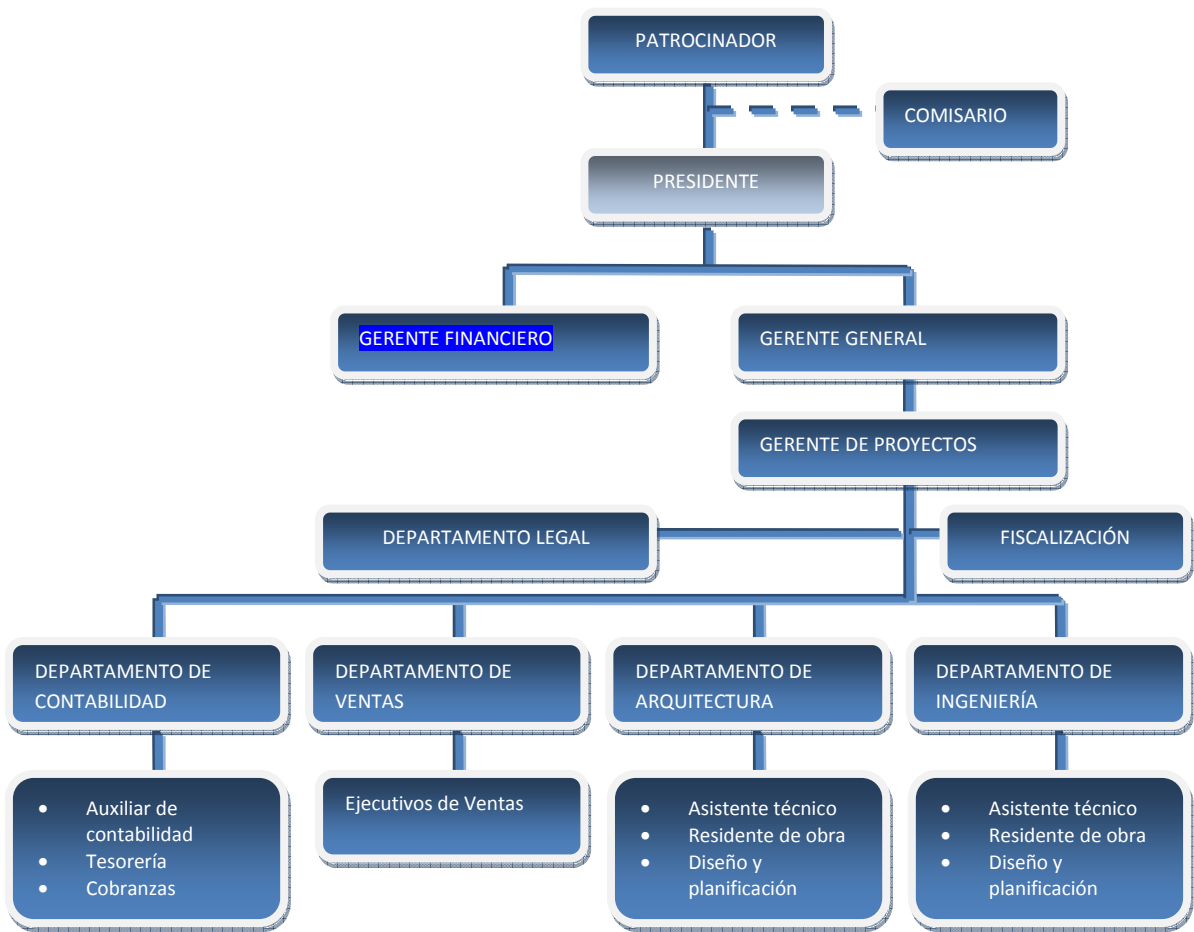 PATROCINADOR
COMISARIO
PRESIDENTE
GERENTE FINANCIERO
GERENTE GENERAL
GERENTE DE PROYECTOS
DEPARTAMENTO LEGAL
FISCALIZACIÓN
DEPARTAMENTO DE
CONTABILIDAD
DEPARTAMENTO DE
VENTAS
DEPARTAMENTO DE
ARQUITECTURA
DEPARTAMENTO DE
INGENIERÍA
• Auxiliar de
contabilidad
• Tesorería
• Cobranzas
Ejecutivos de Ventas
• Asistente técnico
• Residente de obra
• Diseño y
planificación
• Asistente técnico
• Residente de obra
• Diseño y
planificación